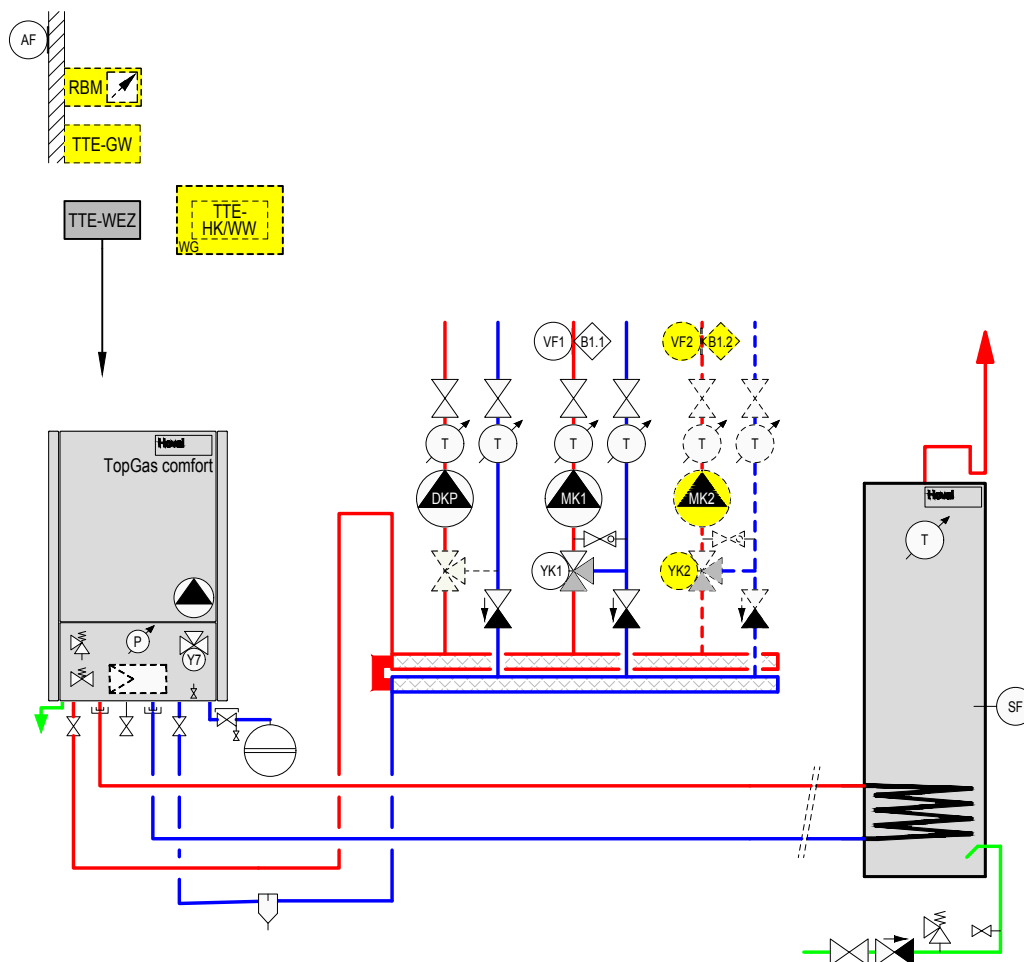 AF
RBM
TTE-GW
TTE-WEZ
TTE-
HK/WW
WG
VF1
B1.1
VF2
B1.2
T
T
T
T
T
T
Hoval
TopGas comfort
DKP
MK1
MK2
Hoval
T
YK1
YK2
P
Y7
SF